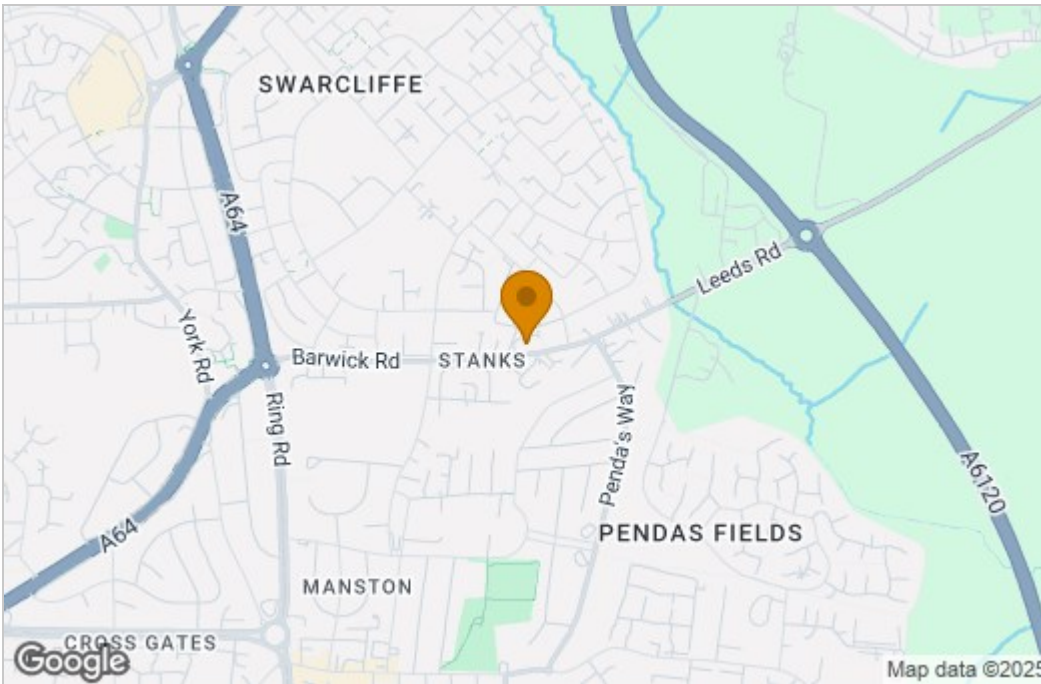 SWARCLIFFE
A64
Leeds Rd
York Rd
Barwick Rd
STANKS
Ring Rd
Penda's Way
A6120
A64
PENDAS FIELDS
MANSTON
CROSS GATES
Google
Map data ©2025